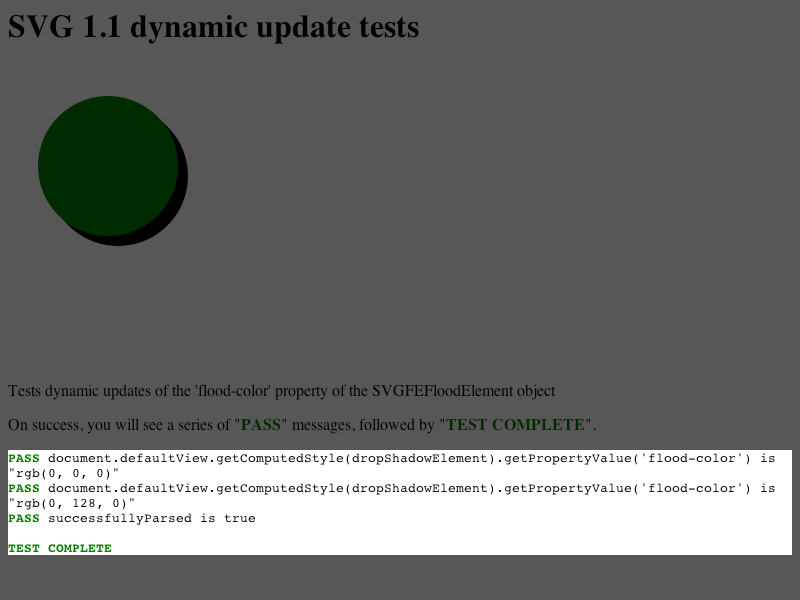 SVG 1.1 dynamic update tests
Tests dynamic updates of the 'flood-color' property of the SVGFEFloodElement object
On success, you will see a series of "PASS" messages, followed by "TEST COMPLETE".
PASS document.defaultView.getComputedStyle(dropShadowElement).getPropertyValue('flood-color') is
"rgb(0, 0, 0)"
PASS document.defaultView.getComputedStyle(dropShadowElement).getPropertyValue('flood-color') is
"rgb(0, 128, 0)"
PASS successfullyParsed is true
TEST COMPLETE